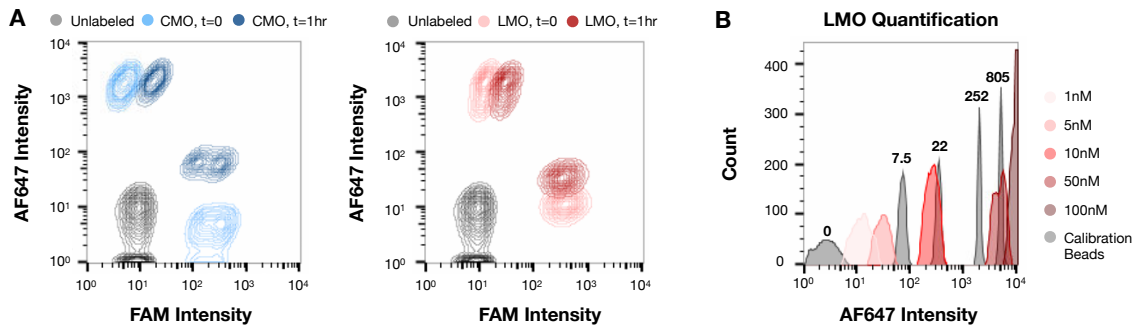 A
Unlabeled CMO, t=0 CMO, t=1hr
AF647 Intensity
10⁴
10³
10²
10¹
10⁰
10⁰ 10¹ 10² 10³ 10⁴
FAM Intensity
Unlabeled LMO, t=0 LMO, t=1hr
AF647 Intensity
10⁴
10³
10²
10¹
10⁰
10⁰ 10¹ 10² 10³ 10⁴
FAM Intensity
B
LMO Quantification
Count
400
300
200
100
0
0
7.5
22
252
805
10⁰ 10¹ 10² 10³ 10⁴
AF647 Intensity
1nM
5nM
10nM
50nM
100nM
Calibration
Beads